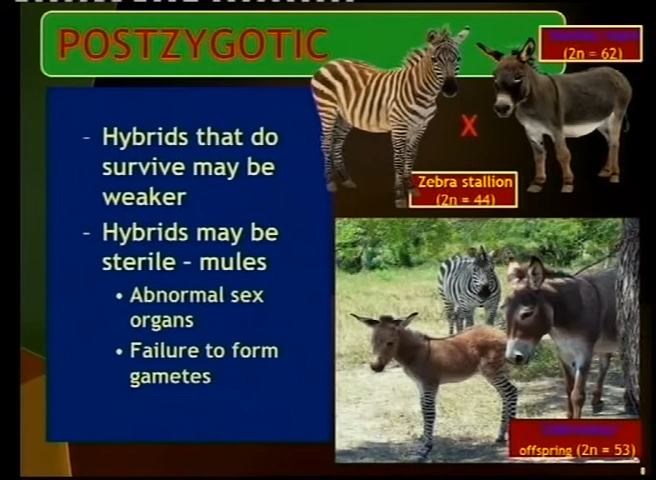 POSTZYGOTIC
(2n = 62)
– Hybrids that do
survive may be
weaker
X
Zebra stallion
(2n = 44)
– Hybrids may be
sterile – mules
• Abnormal sex
organs
• Failure to form
gametes
offspring (2n = 53)